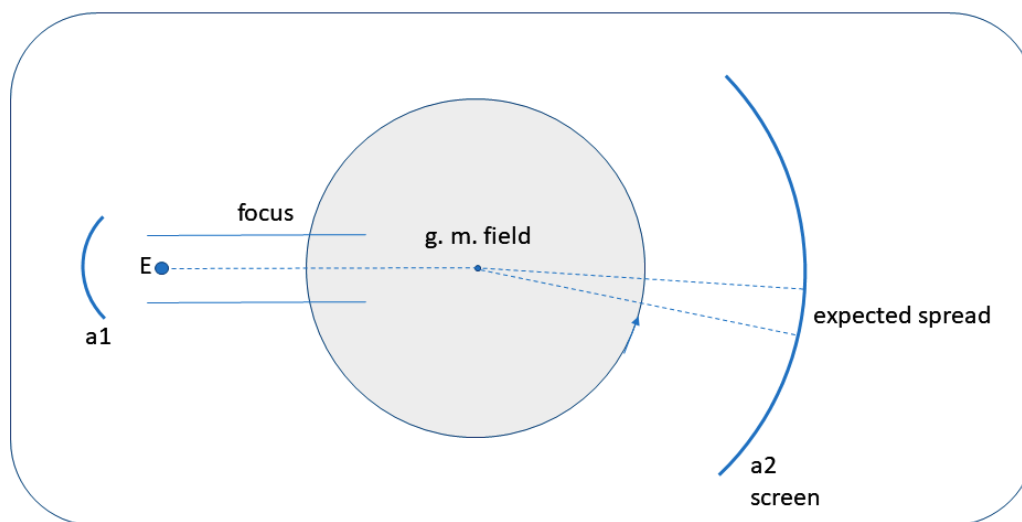 focus
g. m. field
E
expected spread
a1
a2
screen